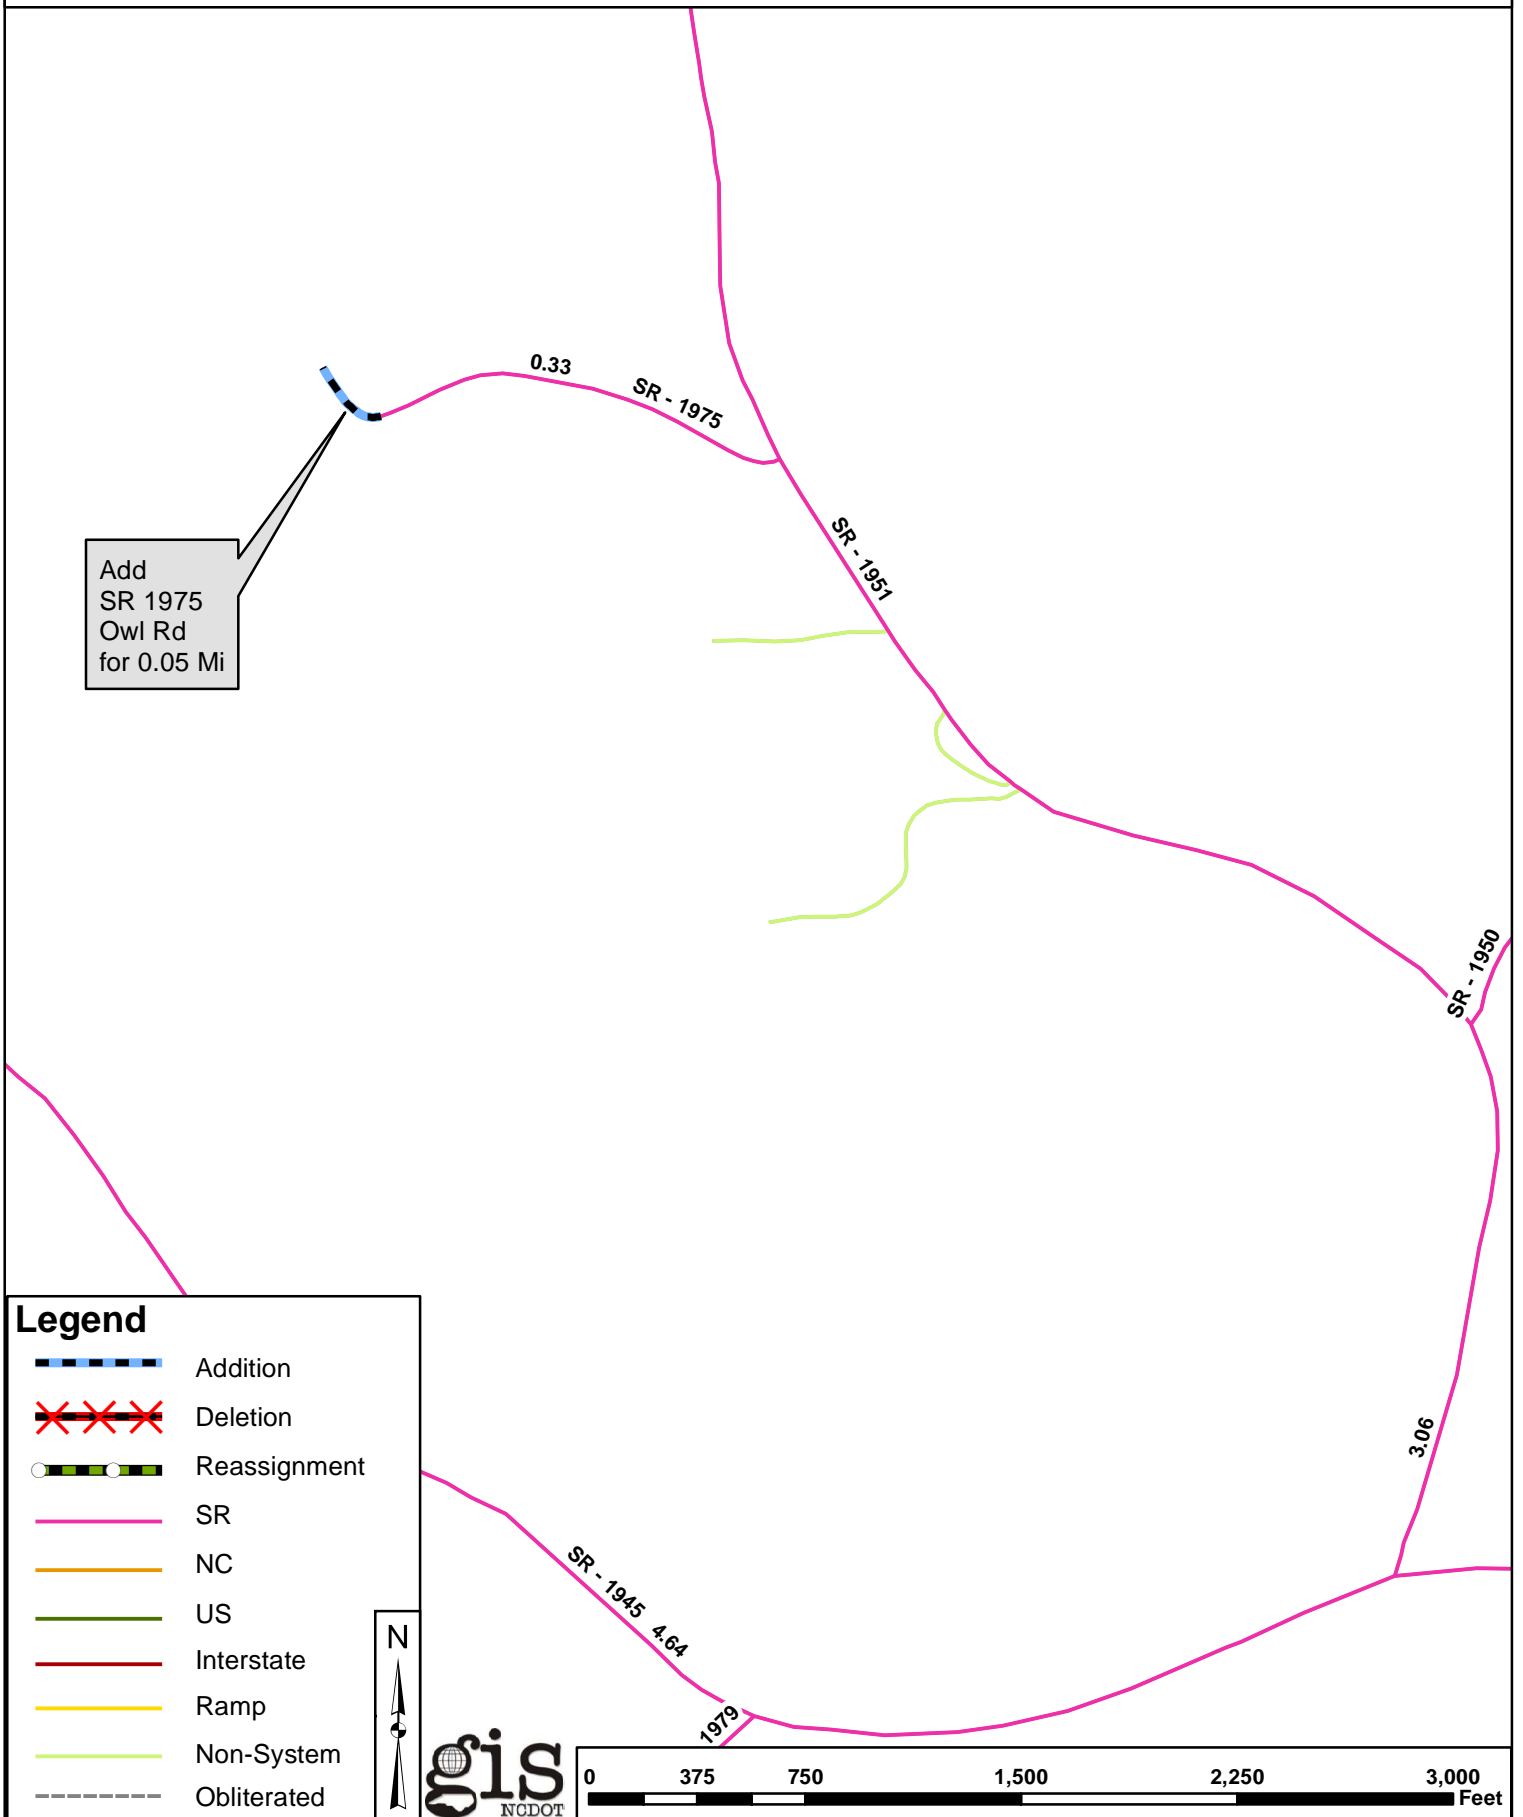 0.33
SR - 1975
SR - 1951
Add
SR 1975
Owl Rd
for 0.05 Mi
SR - 1950
3.06
SR - 1945
4.64
1979
Legend
Addition
Deletion
Reassignment
SR
NC
US
Interstate
Ramp
Non-System
Obliterated
N
gis
NCDOT
0 375 750 1,500 2,250 3,000
Feet